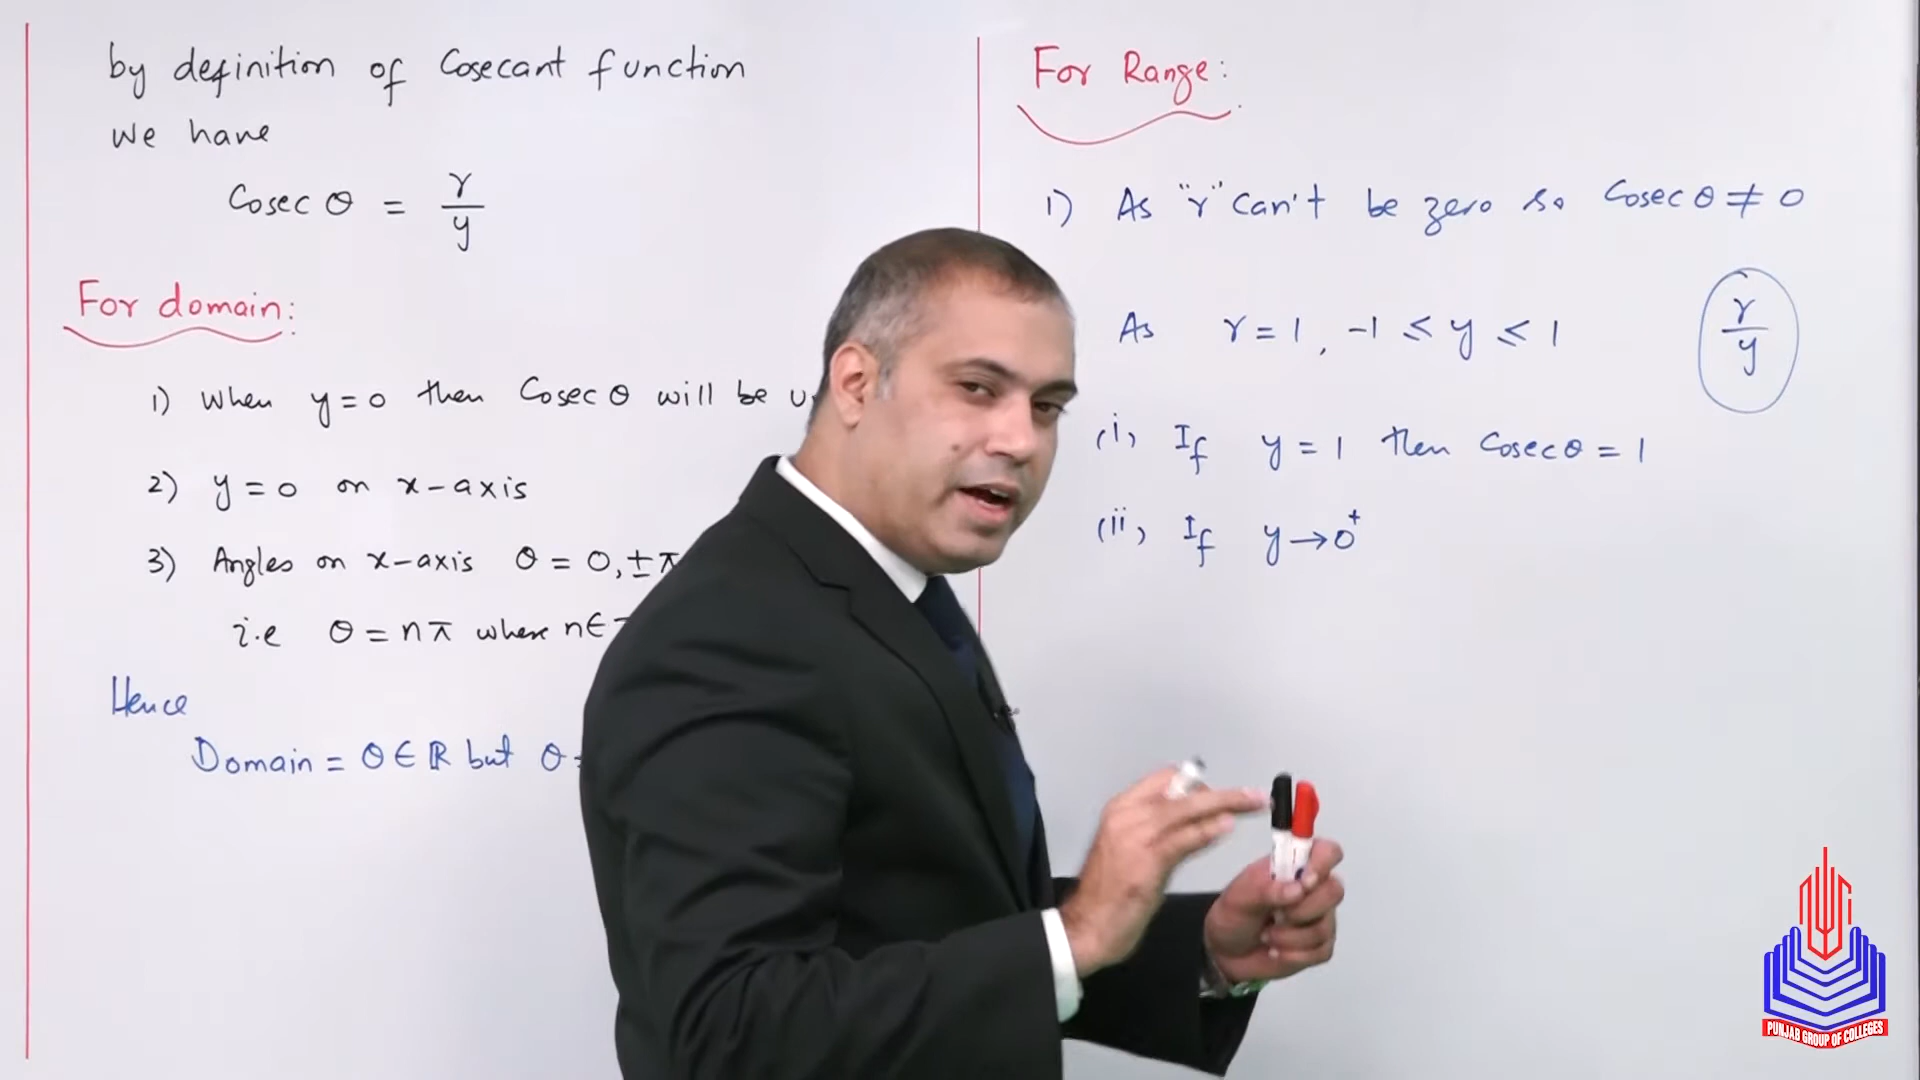 by definition of Cosecant function
we have
Cosec θ = r/y
For domain:
1) When y=0 then Cosec θ will be
2) y=0 on x-axis
3) Angles on x-axis θ = 0, ±π
i.e θ = nπ where n∈
Hence
Domain = θ∈ℝ but θ
For Range:
1) As "r" Can't be zero so Cosec θ ≠ 0
As r=1, -1 ≤ y ≤ 1
r/y
(i) If y = 1 then Cosec θ = 1
(ii) If y→0⁺
PUNJAB GROUP OF COLLEGES